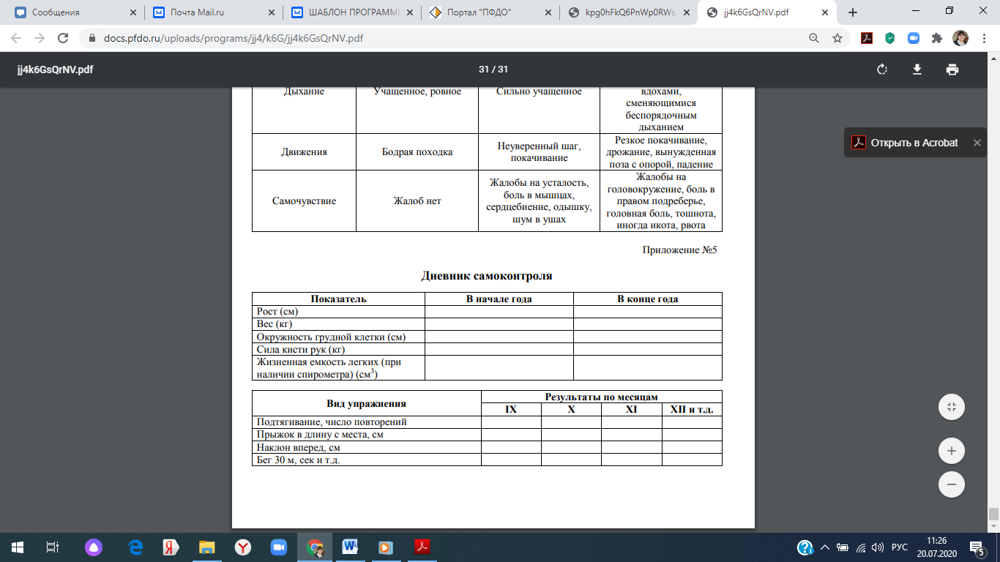 Сообщения
Почта Mail.ru
ШАБЛОН ПРОГРАММЫ
Портал "ПФДО"
kpg0hFkQ6PnWp0RWs
jj4k6GsQrNV.pdf
docs.pfdo.ru/uploads/programs/jj4/k6G/jj4k6GsQrNV.pdf
jj4k6GsQrNV.pdf
31 / 31
Открыть в Acrobat
Дыхание
Учащенное, ровное
Сильно учащенное
вдохами,
сменяющимися
беспорядочным
дыханием
Движения
Бодрая походка
Неуверенный шаг,
покачивание
Резкое покачивание,
дрожание, вынужденная
поза с опорой, падение
Самочувствие
Жалоб нет
Жалобы на усталость,
боль в мышцах,
сердцебиение, одышку,
шум в ушах
Жалобы на
головокружение, боль в
правом подреберье,
головная боль, тошнота,
иногда икота, рвота
Приложение №5
Дневник самоконтроля
Показатель В начале года В конце года
Рост (см)
Вес (кг)
Окружность грудной клетки (см)
Сила кисти рук (кг)
Жизненная емкость легких (при
наличии спирометра) (см³)
Вид упражнения
Результаты по месяцам
IX X XI XII и т.д.
Подтягивание, число повторений
Прыжок в длину с места, см
Наклон вперед, см
Бег 30 м, сек и т.д.
РУС
11:26
20.07.2020
5